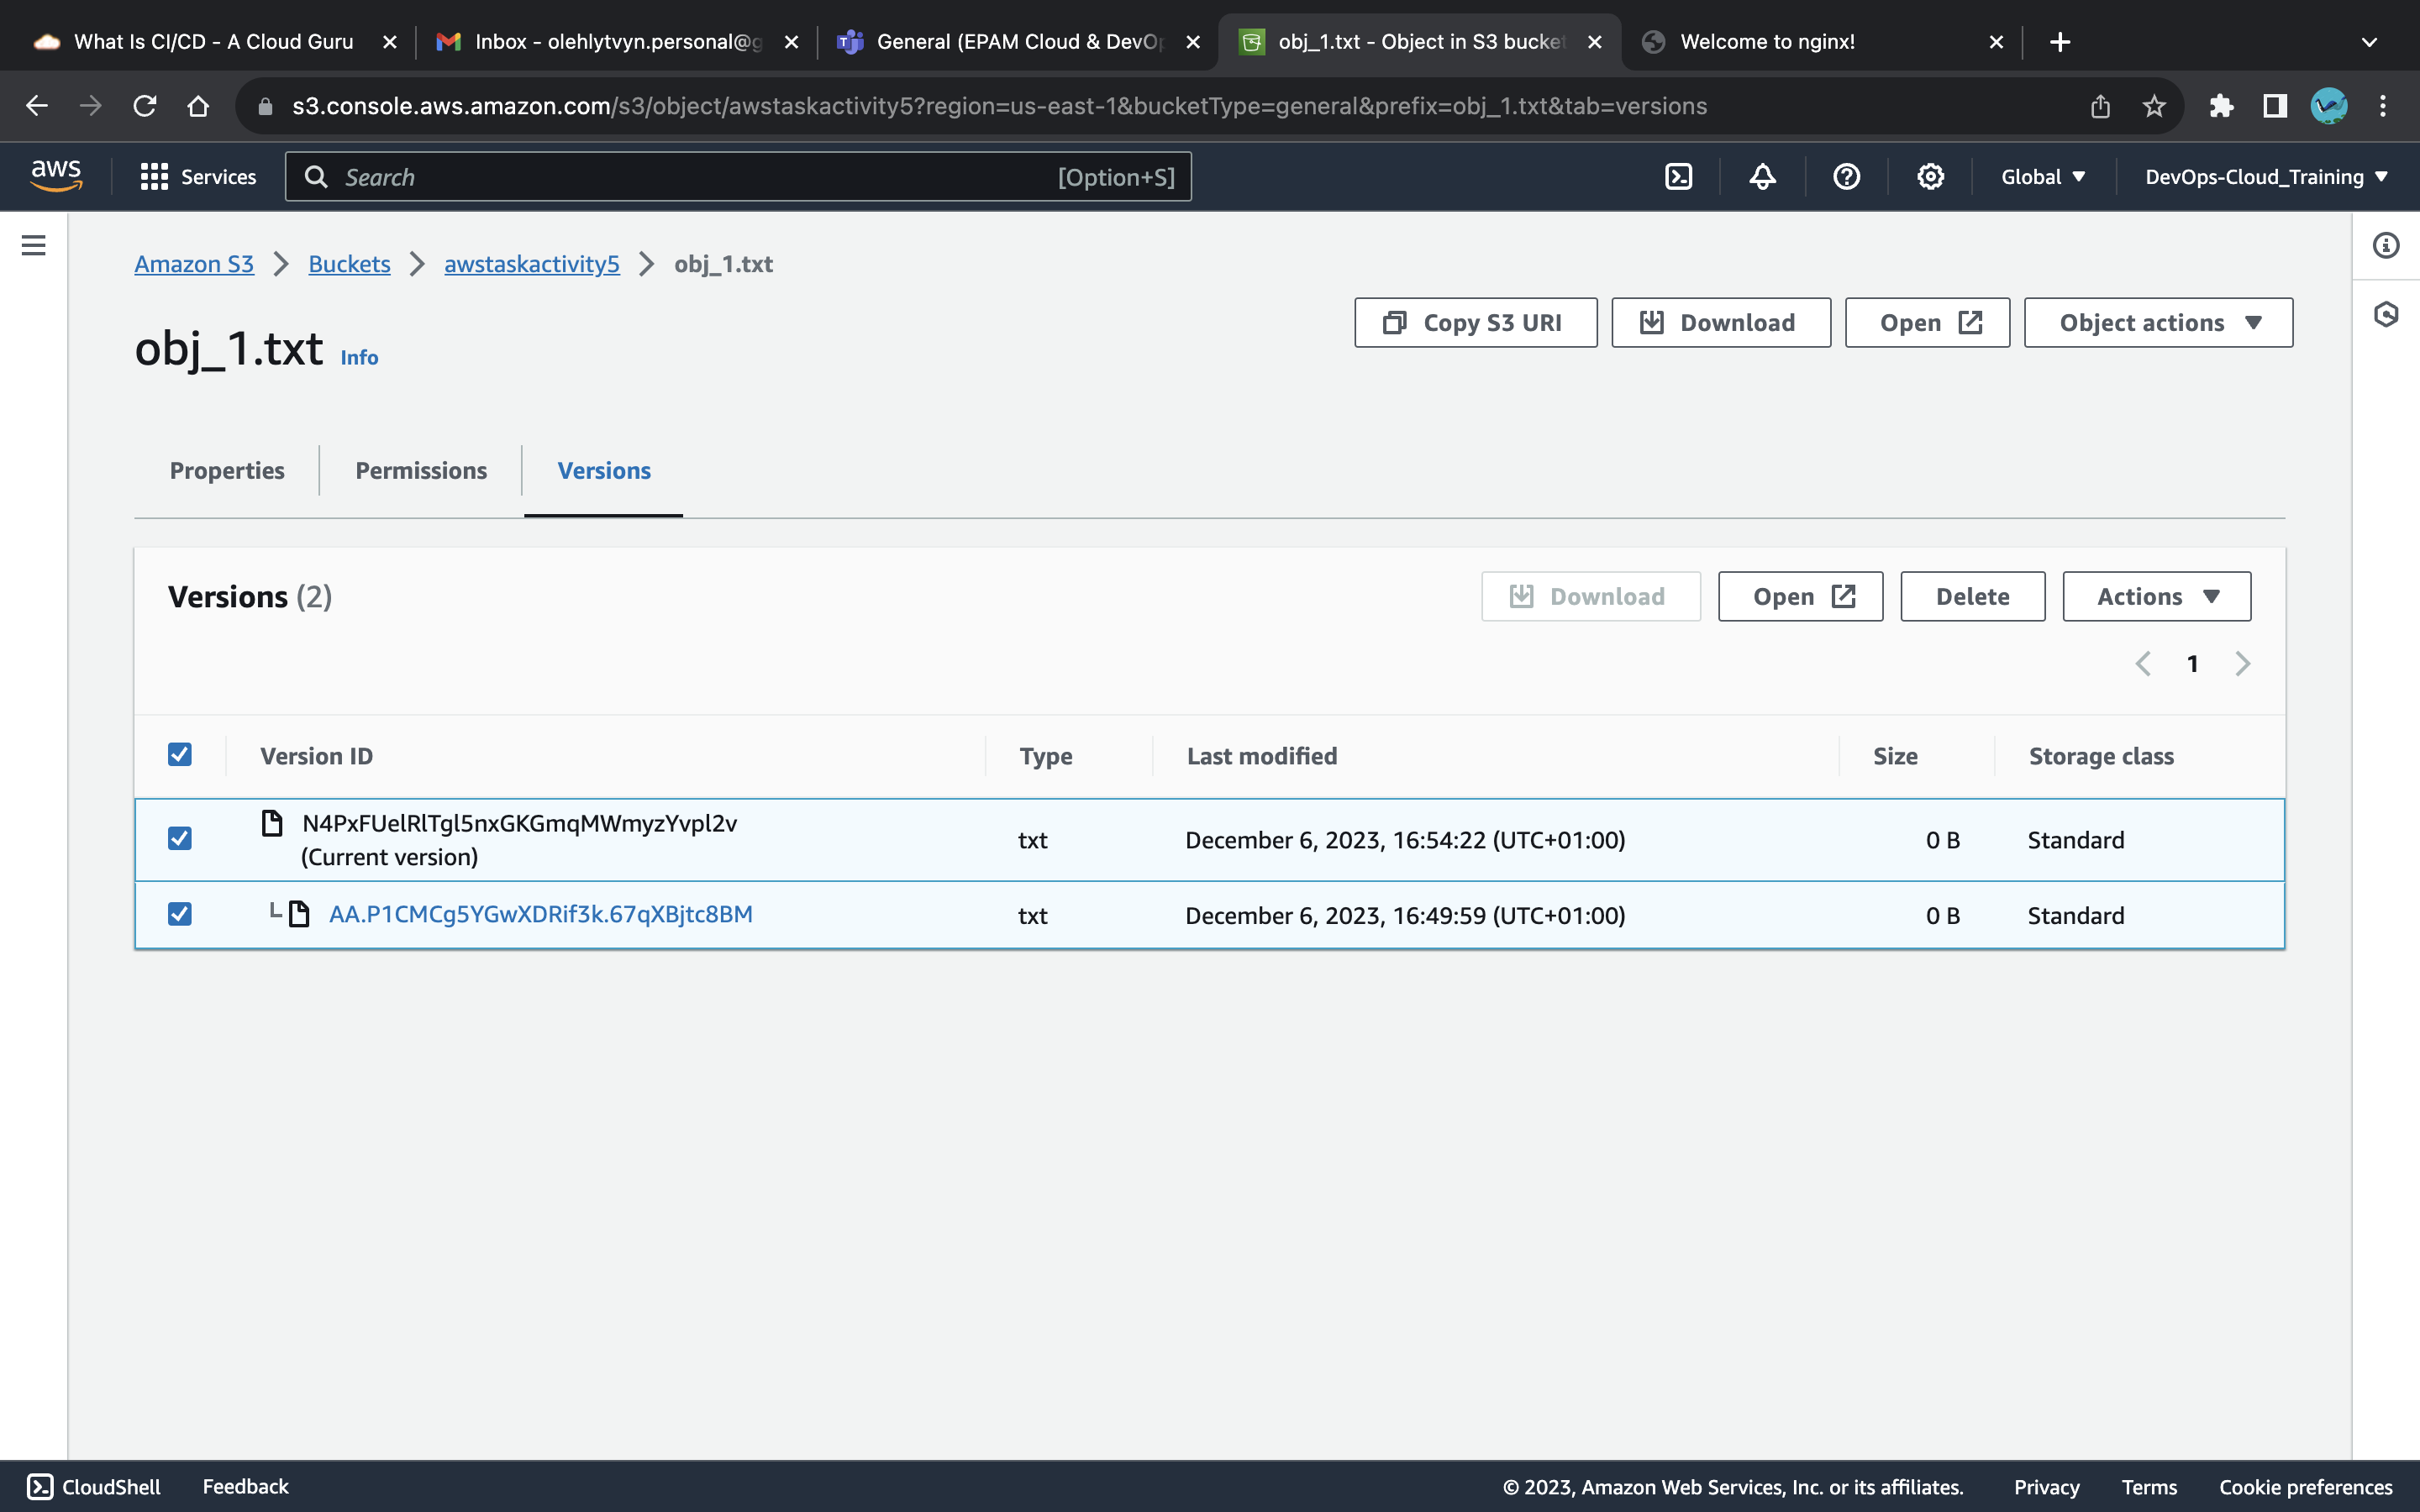 What Is CI/CD - A Cloud Guru
Inbox - olehlytvyn.personal@g
General (EPAM Cloud & DevOp
obj_1.txt - Object in S3 bucket
Welcome to nginx!
s3.console.aws.amazon.com/s3/object/awstaskactivity5?region=us-east-1&bucketType=general&prefix=obj_1.txt&tab=versions
aws
Services
Search
[Option+S]
Global
DevOps-Cloud_Training
Amazon S3
Buckets
awstaskactivity5
obj_1.txt
obj_1.txt
Info
Copy S3 URI
Download
Open
Object actions
Properties
Permissions
Versions
Versions (2)
Download
Open
Delete
Actions
1
Version ID
Type
Last modified
Size
Storage class
N4PxFUelRlTgl5nxGKGmqMWmyzYvpl2v
(Current version)
txt
December 6, 2023, 16:54:22 (UTC+01:00)
0 B
Standard
AA.P1CMCg5YGwXDRif3k.67qXBjtc8BM
txt
December 6, 2023, 16:49:59 (UTC+01:00)
0 B
Standard
CloudShell
Feedback
© 2023, Amazon Web Services, Inc. or its affiliates.
Privacy
Terms
Cookie preferences